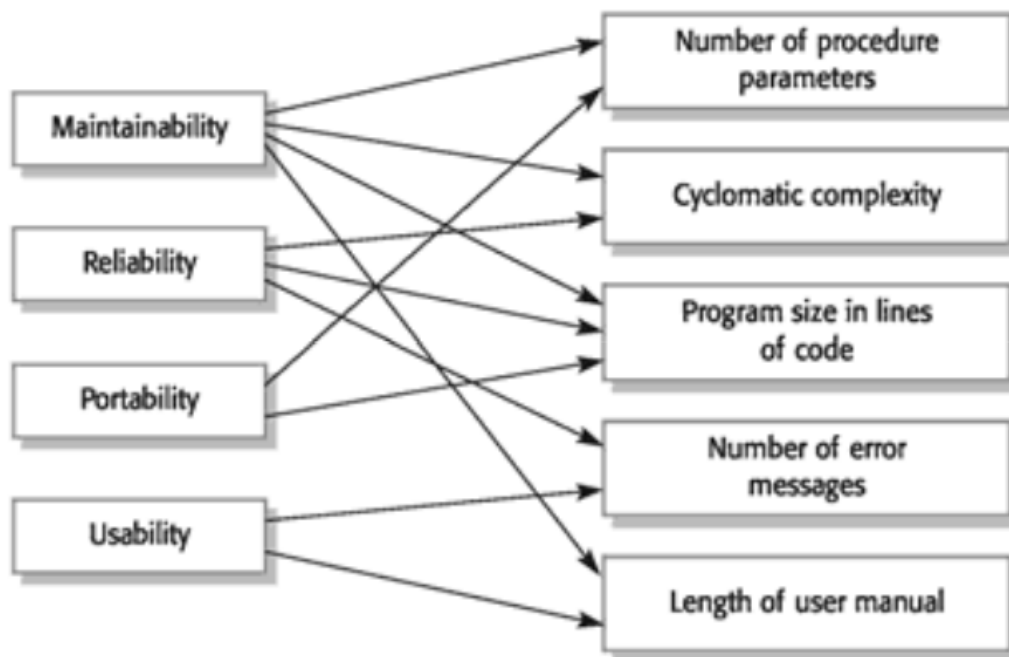 Maintainability
Reliability
Portability
Usability
Number of procedure
parameters
Cyclomatic complexity
Program size in lines
of code
Number of error
messages
Length of user manual